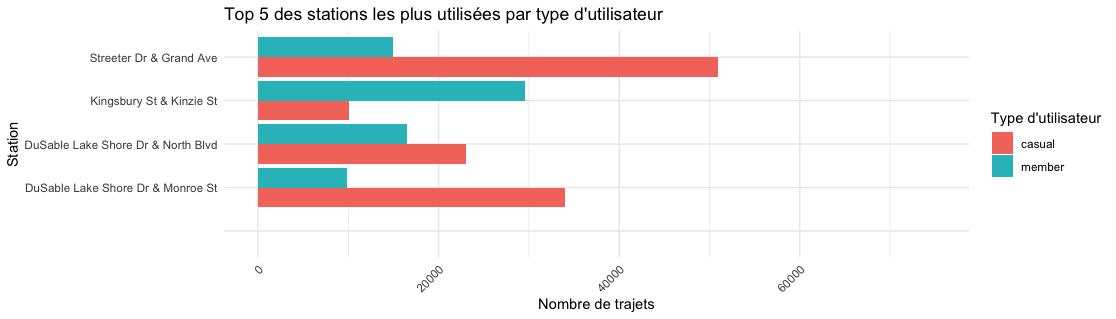 Top 5 des stations les plus utilisées par type d'utilisateur
Station
Streeter Dr & Grand Ave
Kingsbury St & Kinzie St
DuSable Lake Shore Dr & North Blvd
DuSable Lake Shore Dr & Monroe St
0
20000
40000
60000
Nombre de trajets
Type d'utilisateur
casual
member